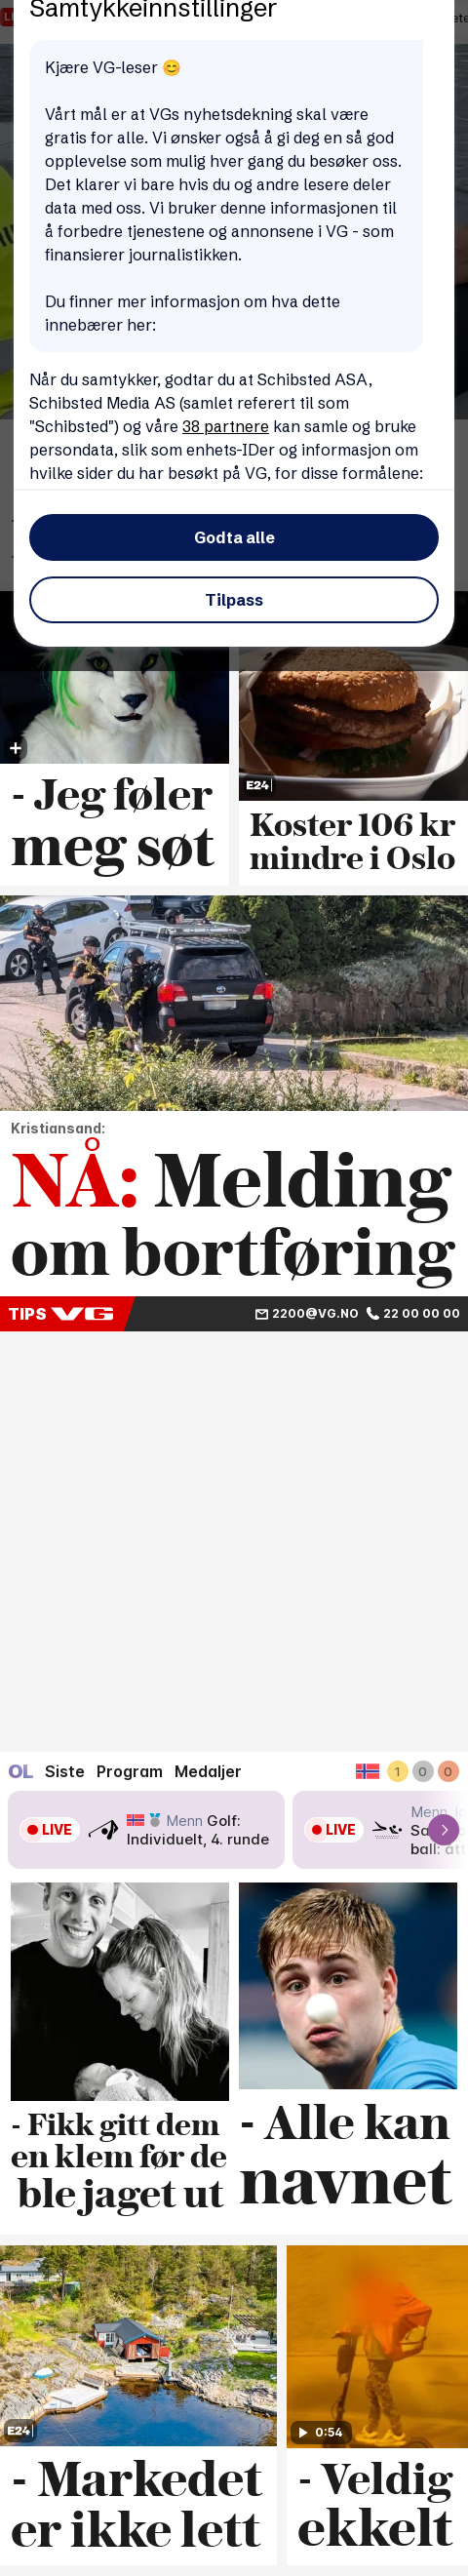 Samtykkeinnstillinger
Kjære VG-leser 😊
Vårt mål er at VGs nyhetsdekning skal være
gratis for alle. Vi ønsker også å gi deg en så god
opplevelse som mulig hver gang du besøker oss.
Det klarer vi bare hvis du og andre lesere deler
data med oss. Vi bruker denne informasjonen til
å forbedre tjenestene og annonsene i VG - som
finansierer journalistikken.
Du finner mer informasjon om hva dette
innebærer her:
Når du samtykker, godtar du at Schibsted ASA,
Schibsted Media AS (samlet referert til som
"Schibsted") og våre 38 partnere kan samle og bruke
persondata, slik som enhets-IDer og informasjon om
hvilke sider du har besøkt på VG, for disse formålene:
Godta alle
Tilpass
E24
- Jeg føler
meg søt
Koster 106 kr
mindre i Oslo
Kristiansand:
NÅ: Melding
om bortføring
TIPS VG 2200@VG.NO 22 00 00 00
OL Siste Program Medaljer 1 0 0
LIVE Menn Golf:
Individuelt, 4. runde
LIVE
- Fikk gitt dem
en klem før de
ble jaget ut
- Alle kan
navnet
E24
0:54
- Markedet
er ikke lett
- Veldig
ekkelt